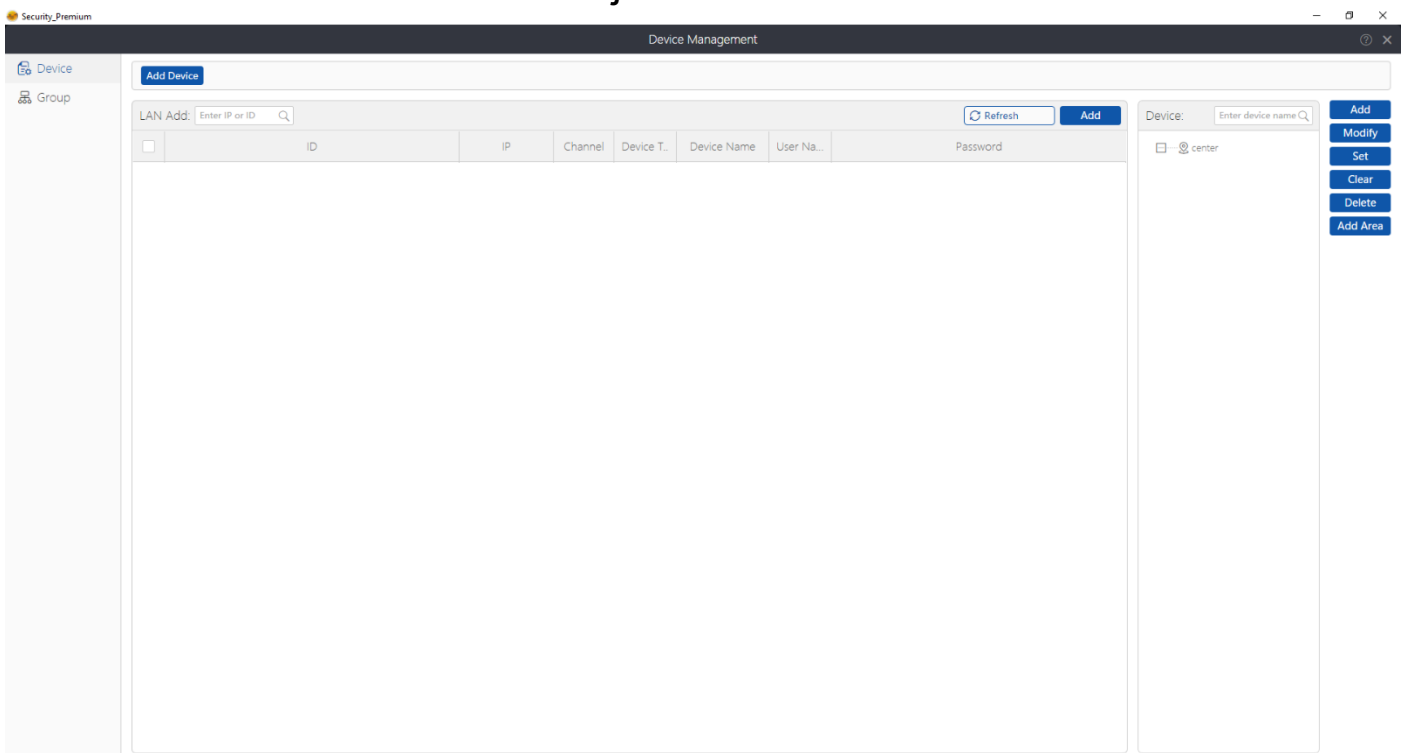 Security_Premium
Device Management
Device
Group
Add Device
LAN Add: Enter IP or ID
Refresh
Add
ID IP Channel Device T... Device Name User Na... Password
Device: Enter device name
center
Add
Modify
Set
Clear
Delete
Add Area